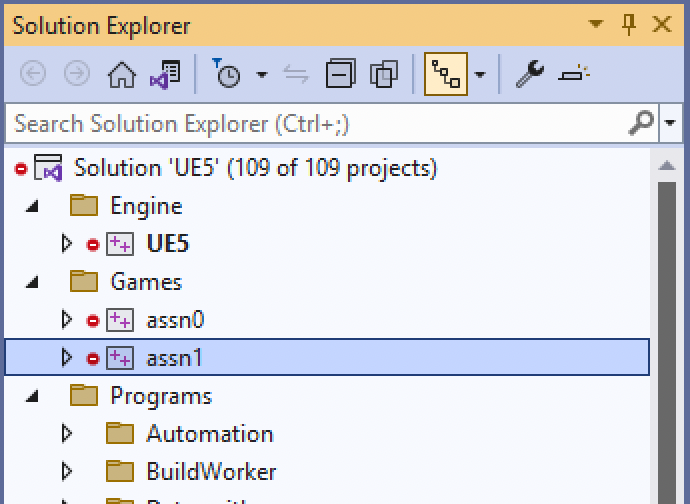 Solution Explorer
Search Solution Explorer (Ctrl+;)
Solution 'UE5' (109 of 109 projects)
Engine
UE5
Games
assn0
assn1
Programs
Automation
BuildWorker